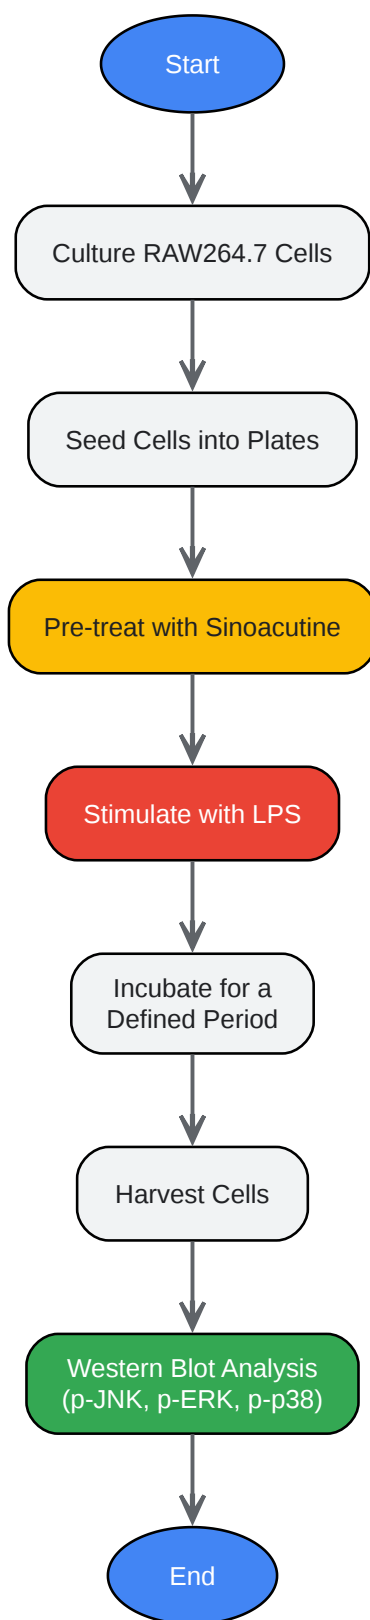 Start
Culture RAW264.7 Cells
Seed Cells into Plates
Pre-treat with Sinoacutine
Stimulate with LPS
Incubate for a
Defined Period
Harvest Cells
Western Blot Analysis
(p-JNK, p-ERK, p-p38)
End